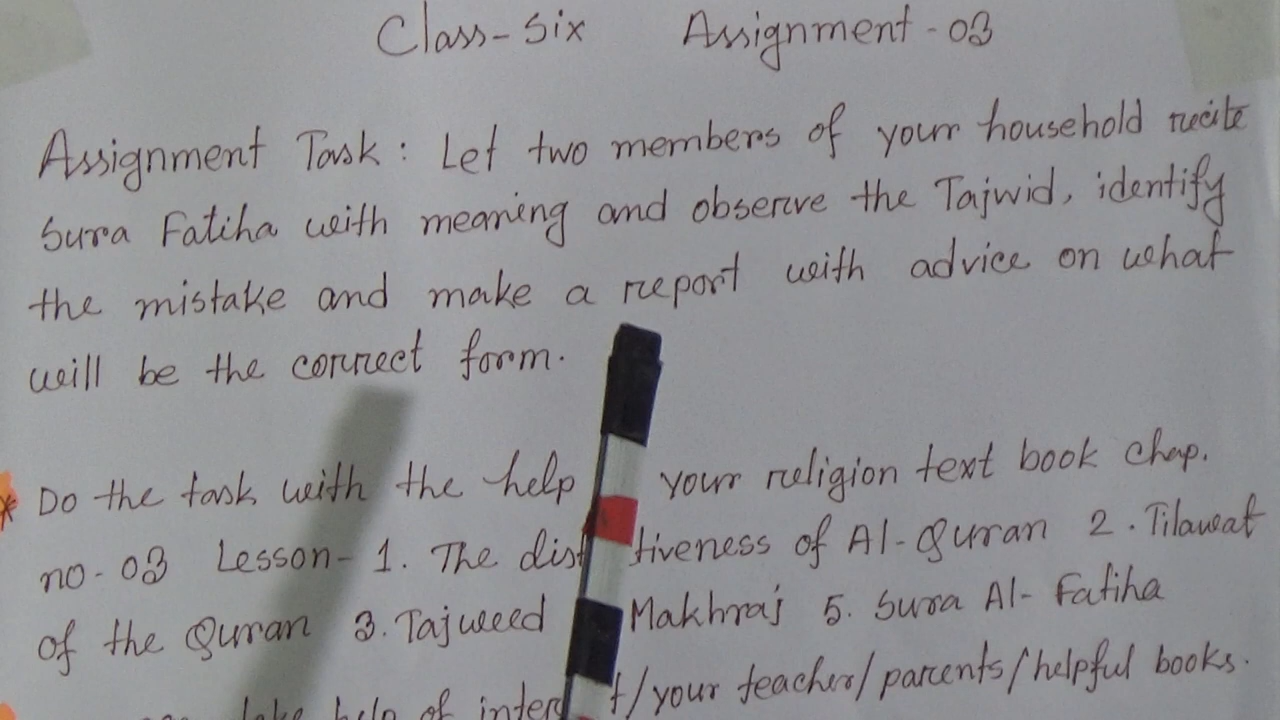 Class-Six Assignment-03
Assignment Task: Let two members of your household recite
Sura Fatiha with meaning and observe the Tajwid, identify
the mistake and make a report with advice on what
will be the correct form.
* Do the task with the help your religion text book chap.
no-03 Lesson-1. The dis tiveness of Al-Quran 2. Tilawat
of the Quran 3. Tajweed Makhraj 5. Sura Al-Fatiha
help of inter t/your teacher/parents/helpful books.